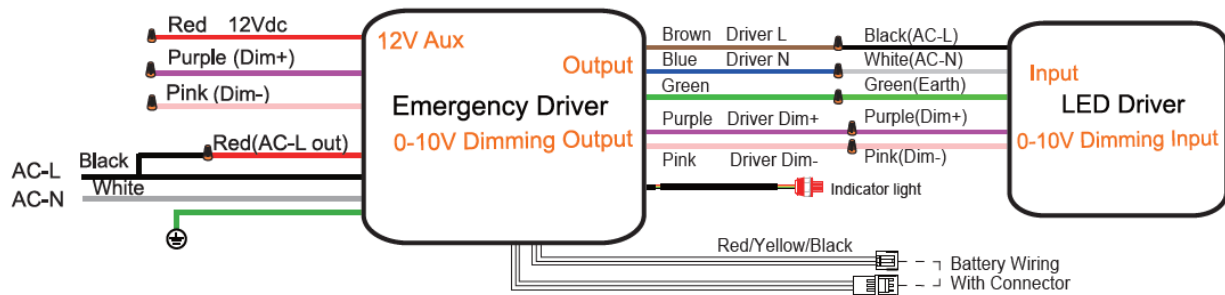 Red 12Vdc
Purple (Dim+)
Pink (Dim-)
Red(AC-L out)
Black
AC-L
White
AC-N
12V Aux
Output
Emergency Driver
0-10V Dimming Output
Brown Driver L
Blue Driver N
Green
Purple Driver Dim+
Pink Driver Dim-
Black(AC-L)
White(AC-N)
Green(Earth)
Purple(Dim+)
Pink(Dim-)
Indicator light
Input
LED Driver
0-10V Dimming Input
Red/Yellow/Black
Battery Wiring
With Connector